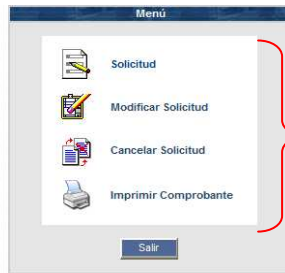 Menú
Solicitud
Modificar Solicitud
Cancelar Solicitud
Imprimir Comprobante
Salir